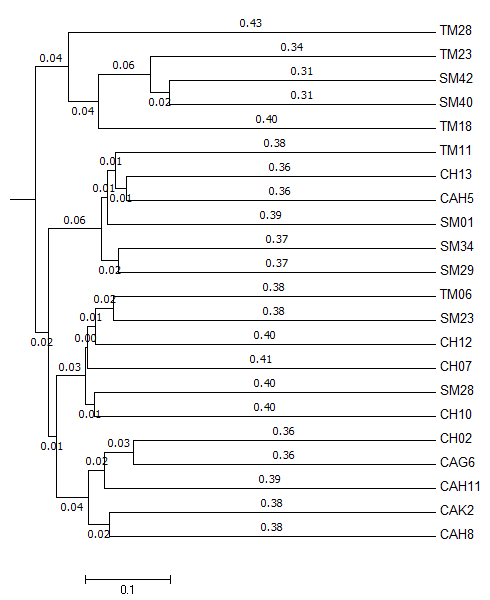 0.43 TM28
0.04
0.34 TM23
0.06
0.31 SM42
0.02 0.31 SM40
0.04
0.40 TM18
0.38 TM11
0.01
0.36 CH13
0.01
0.01 0.36 CAH5
0.06 0.39 SM01
0.37 SM34
0.02 0.37 SM29
0.38 TM06
0.02
0.01 0.38 SM23
0.02 0.00 0.40 CH12
0.03 0.41 CH07
0.40 SM28
0.01 0.40 CH10
0.01
0.36 CH02
0.03
0.02 0.36 CAG6
0.39 CAH11
0.04 0.38 CAK2
0.02 0.38 CAH8
0.1